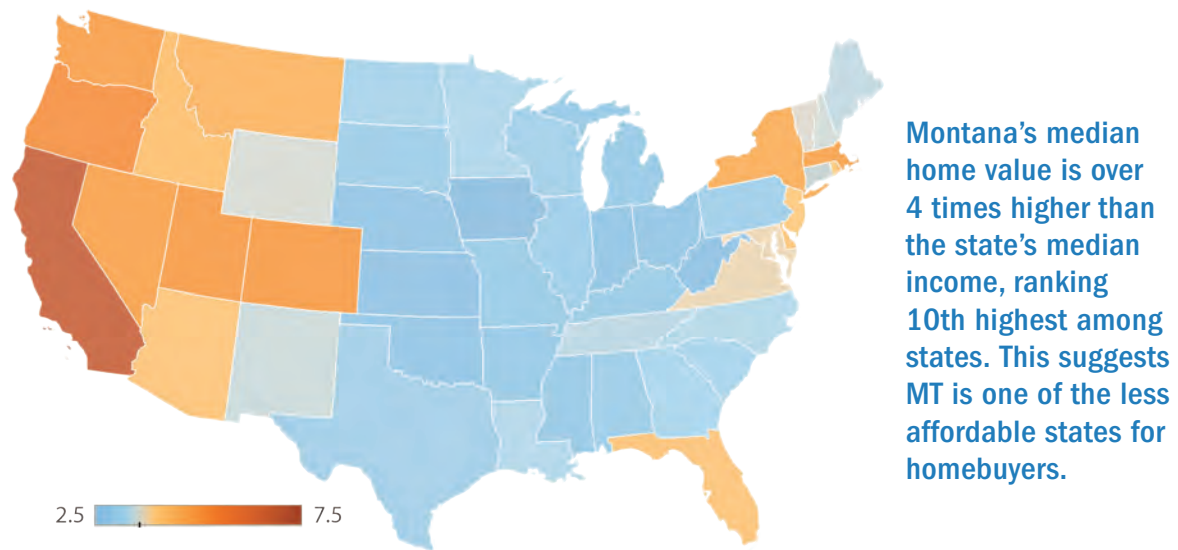 Montana’s median
home value is over
4 times higher than
the state’s median
income, ranking
10th highest among
states. This suggests
MT is one of the less
affordable states for
homebuyers.
2.5 7.5